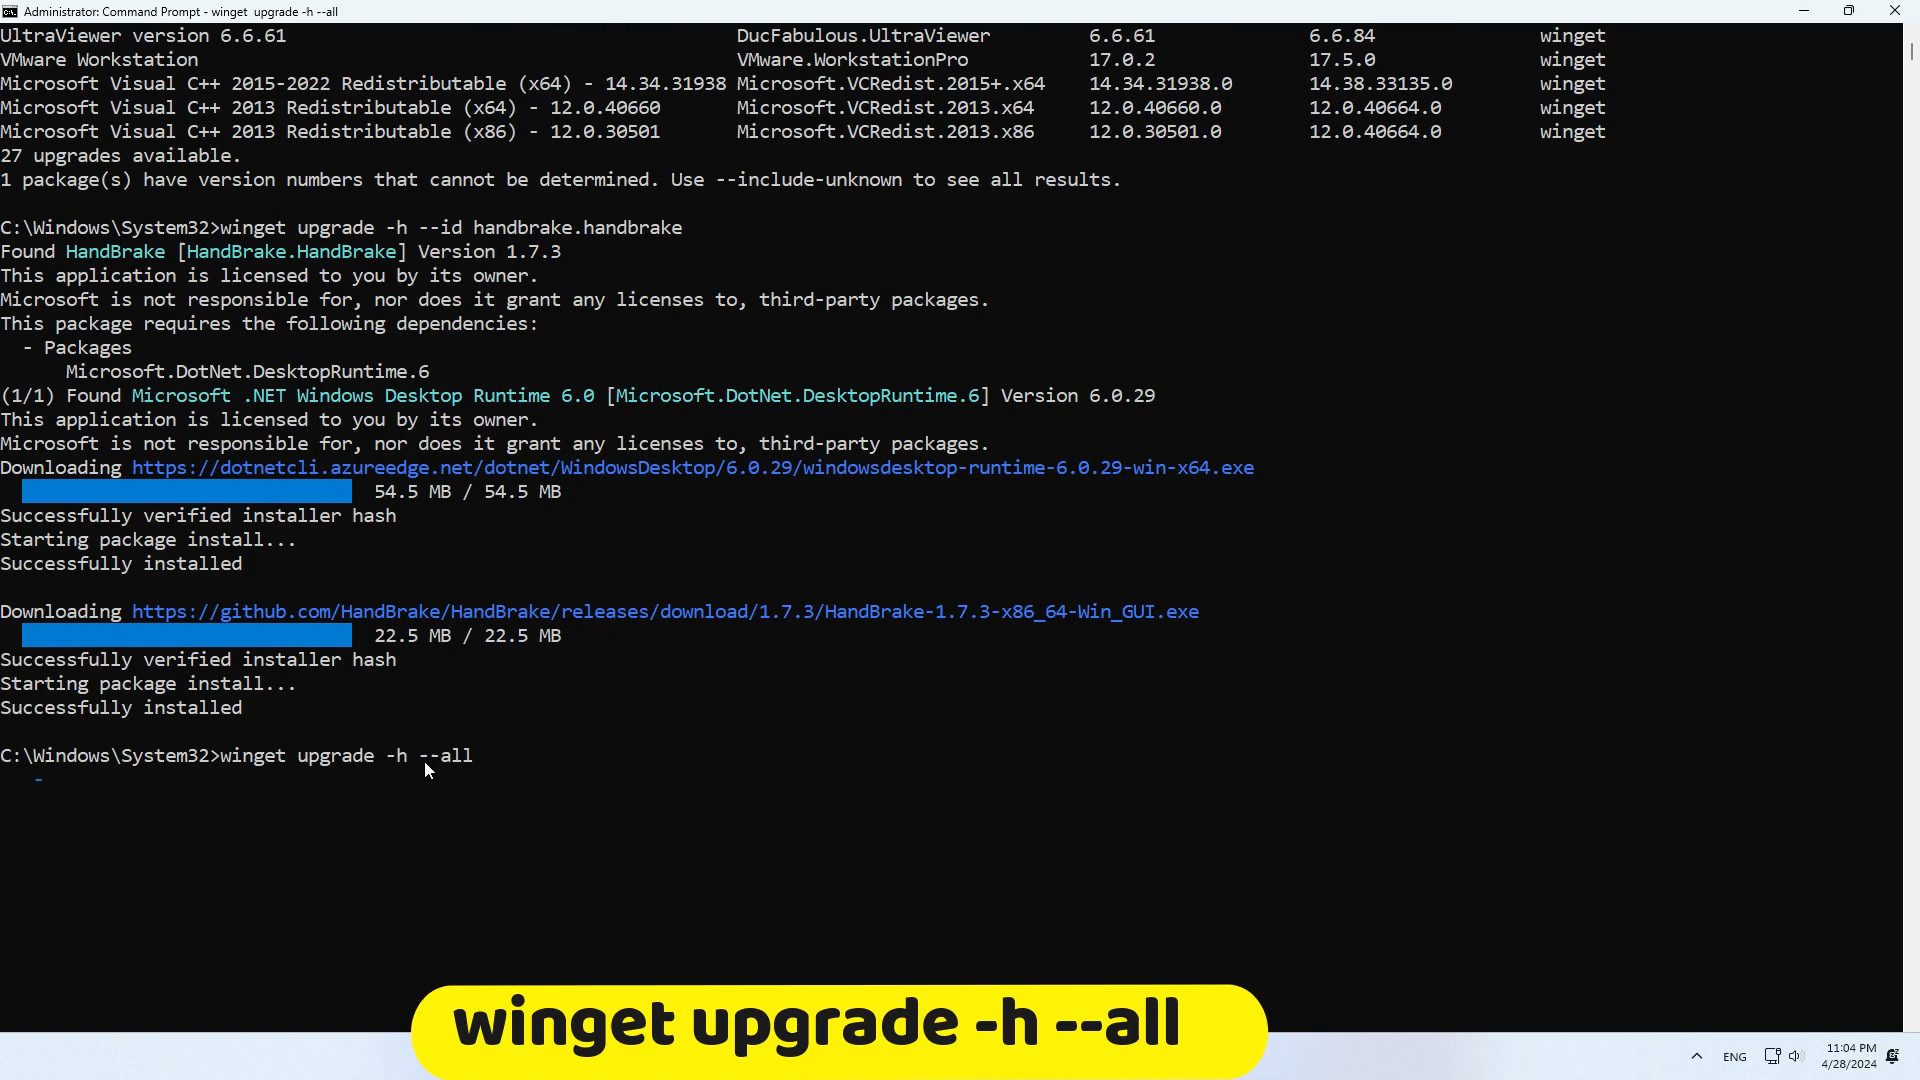 Administrator: Command Prompt - winget  upgrade -h --all
UltraViewer version 6.6.61 DucFabulous.UltraViewer 6.6.61 6.6.84 winget
VMware Workstation VMware.WorkstationPro 17.0.2 17.5.0 winget
Microsoft Visual C++ 2015-2022 Redistributable (x64) - 14.34.31938 Microsoft.VCRedist.2015+.x64 14.34.31938.0 14.38.33135.0 winget
Microsoft Visual C++ 2013 Redistributable (x64) - 12.0.40660 Microsoft.VCRedist.2013.x64 12.0.40660.0 12.0.40664.0 winget
Microsoft Visual C++ 2013 Redistributable (x86) - 12.0.30501 Microsoft.VCRedist.2013.x86 12.0.30501.0 12.0.40664.0 winget
27 upgrades available.
1 package(s) have version numbers that cannot be determined. Use --include-unknown to see all results.
C:\Windows\System32>winget upgrade -h --id handbrake.handbrake
Found HandBrake [HandBrake.HandBrake] Version 1.7.3
This application is licensed to you by its owner.
Microsoft is not responsible for, nor does it grant any licenses to, third-party packages.
This package requires the following dependencies:
- Packages
Microsoft.DotNet.DesktopRuntime.6
(1/1) Found Microsoft .NET Windows Desktop Runtime 6.0 [Microsoft.DotNet.DesktopRuntime.6] Version 6.0.29
This application is licensed to you by its owner.
Microsoft is not responsible for, nor does it grant any licenses to, third-party packages.
Downloading https://dotnetcli.azureedge.net/dotnet/WindowsDesktop/6.0.29/windowsdesktop-runtime-6.0.29-win-x64.exe
54.5 MB / 54.5 MB
Successfully verified installer hash
Starting package install...
Successfully installed
Downloading https://github.com/HandBrake/HandBrake/releases/download/1.7.3/HandBrake-1.7.3-x86_64-Win_GUI.exe
22.5 MB / 22.5 MB
Successfully verified installer hash
Starting package install...
Successfully installed
C:\Windows\System32>winget upgrade -h --all
-
winget upgrade -h --all
ENG
11:04 PM
4/28/2024